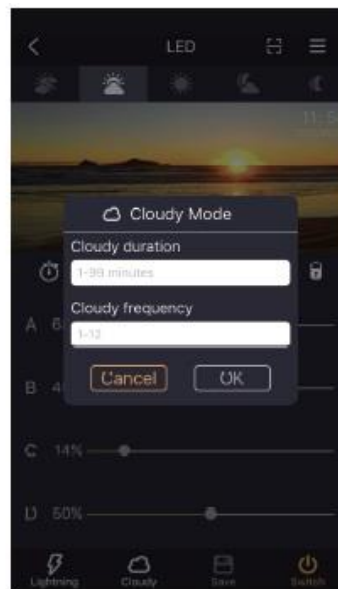 LED
Cloudy Mode
Cloudy duration
1-99 minutes
Cloudy frequency
1-12
Cancel OK
A
B
C 14%
D 50%
Lightning Cloudy Save Switch